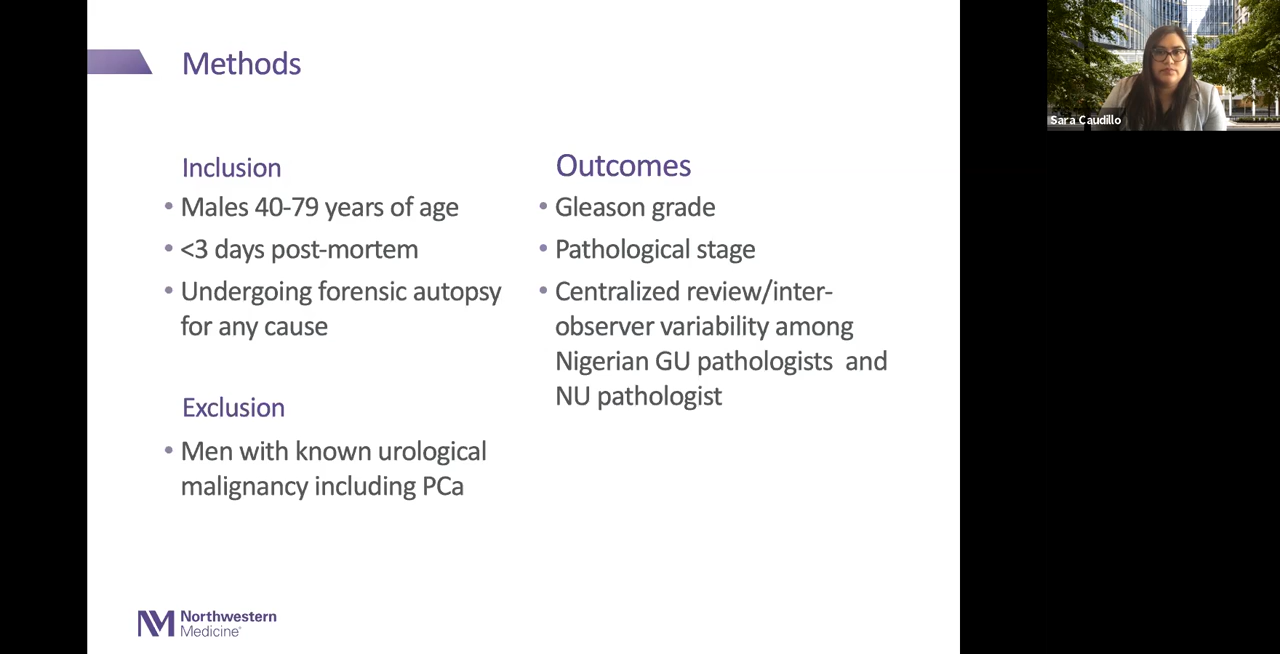 Methods
Inclusion
• Males 40-79 years of age
• <3 days post-mortem
• Undergoing forensic autopsy
for any cause
Exclusion
• Men with known urological
malignancy including PCa
Outcomes
• Gleason grade
• Pathological stage
• Centralized review/inter-
observer variability among
Nigerian GU pathologists and
NU pathologist
NM Northwestern
Medicine®
Sara Caudillo